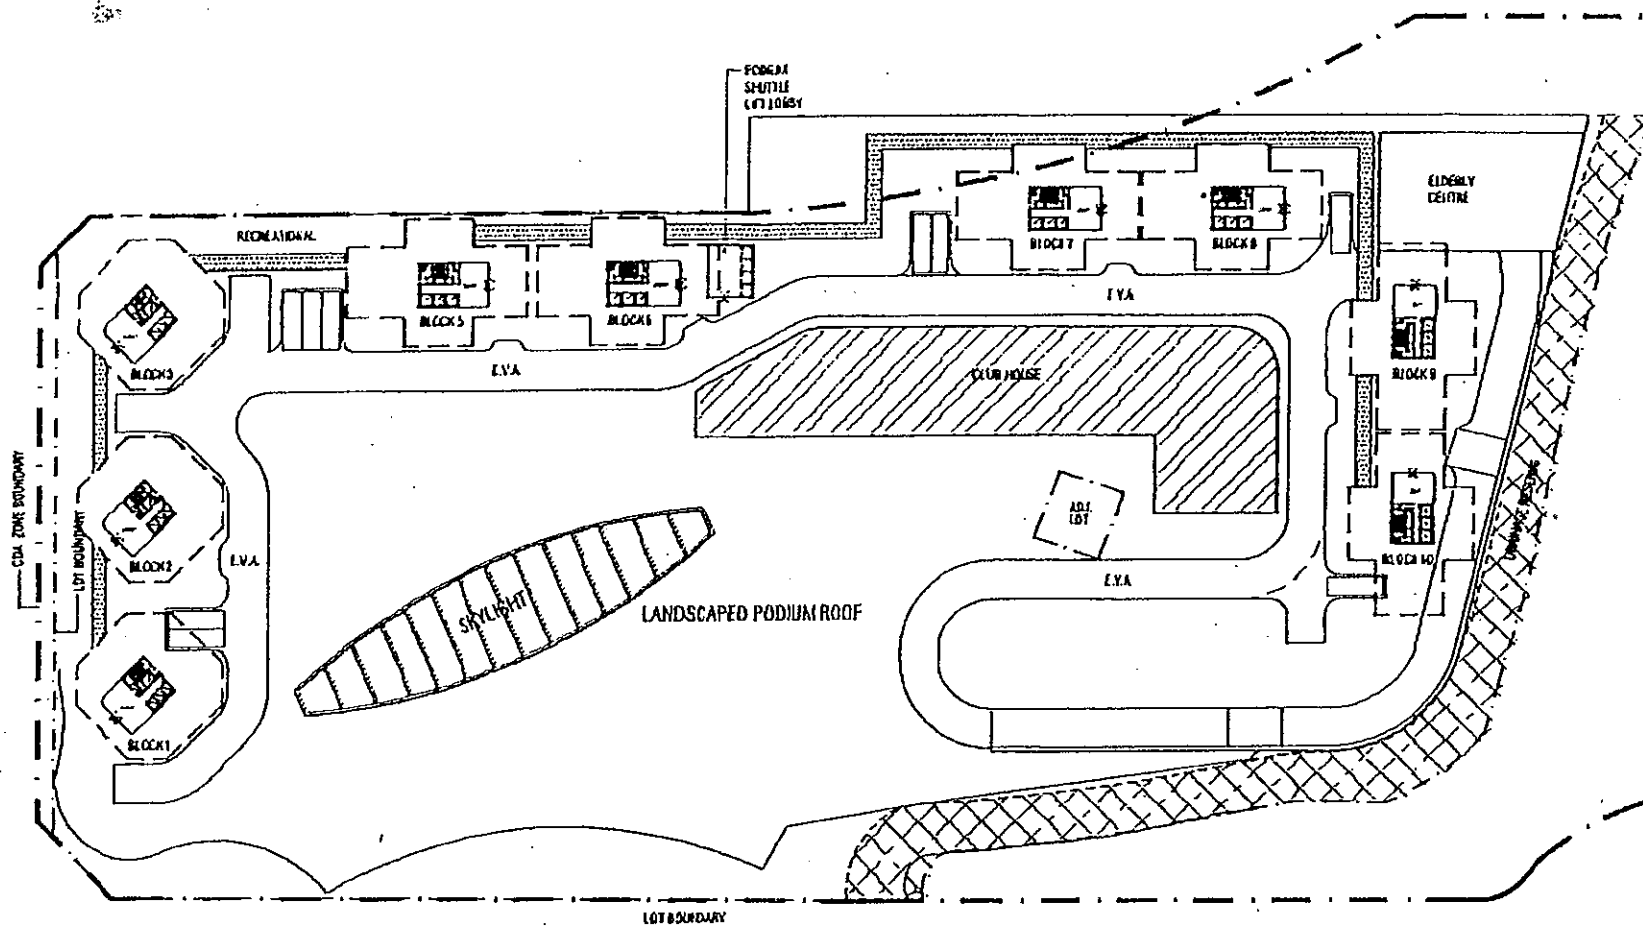 PODIUM
SHUTTLE
LIFT LOBBY
ELDERLY
CENTRE
RECREATIONAL
BLOCK 7
BLOCK 8
E.V.A.
BLOCK 5
BLOCK 6
BLOCK 3
E.V.A.
CLUB HOUSE
BLOCK 9
CDA ZONE BOUNDARY
LOT BOUNDARY
BLOCK 2
E.V.A.
ADJ.
LOT
DRAINAGE RESERVE
BLOCK 10
E.V.A.
SKYLIGHT
LANDSCAPED PODIUM ROOF
BLOCK 1
LOT BOUNDARY